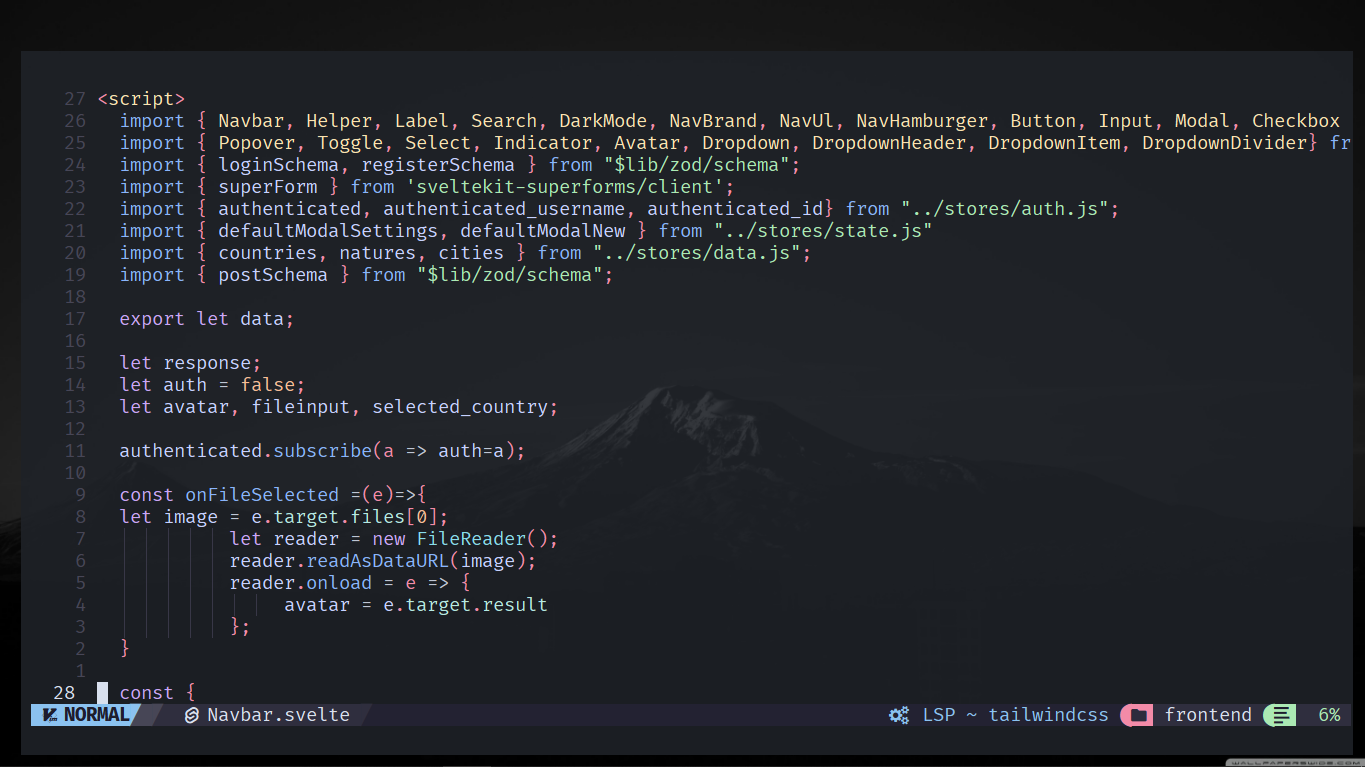 27 <script>
26 import { Navbar, Helper, Label, Search, DarkMode, NavBrand, NavUl, NavHamburger, Button, Input, Modal, Checkbox
25 import { Popover, Toggle, Select, Indicator, Avatar, Dropdown, DropdownHeader, DropdownItem, DropdownDivider} fr
24 import { loginSchema, registerSchema } from "$lib/zod/schema";
23 import { superForm } from 'sveltekit-superforms/client';
22 import { authenticated, authenticated_username, authenticated_id} from "../stores/auth.js";
21 import { defaultModalSettings, defaultModalNew } from "../stores/state.js"
20 import { countries, natures, cities } from "../stores/data.js";
19 import { postSchema } from "$lib/zod/schema";
18
17 export let data;
16
15 let response;
14 let auth = false;
13 let avatar, fileinput, selected_country;
12
11 authenticated.subscribe(a => auth=a);
10
9 const onFileSelected =(e)=>{
8 let image = e.target.files[0];
7 let reader = new FileReader();
6 reader.readAsDataURL(image);
5 reader.onload = e => {
4 avatar = e.target.result
3 };
2 }
1
28 const {
NORMAL Navbar.svelte LSP ~ tailwindcss frontend 6%
WALLPAPERSWIDE.COM